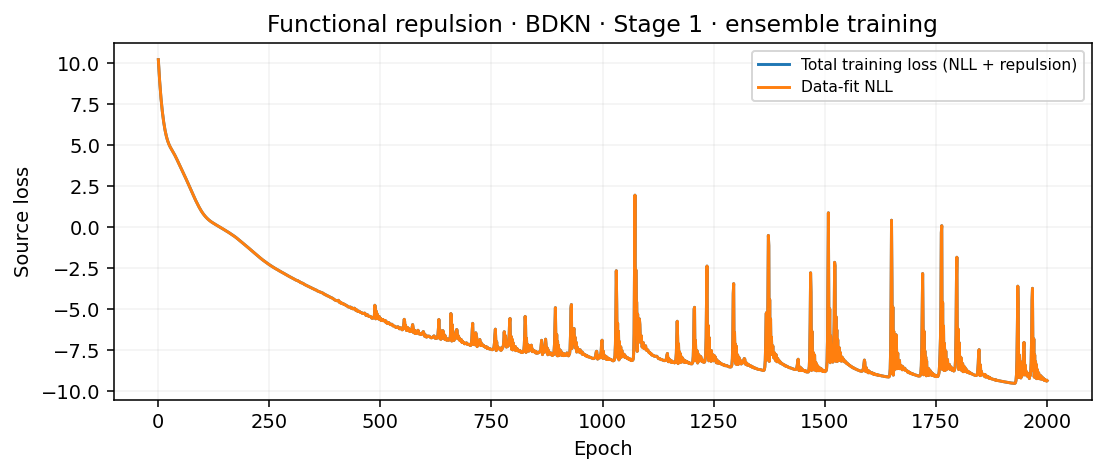 Functional repulsion · BDKN · Stage 1 · ensemble training
Total training loss (NLL + repulsion)
Data-fit NLL
Source loss
10.0
7.5
5.0
2.5
0.0
−2.5
−5.0
−7.5
−10.0
0 250 500 750 1000 1250 1500 1750 2000
Epoch